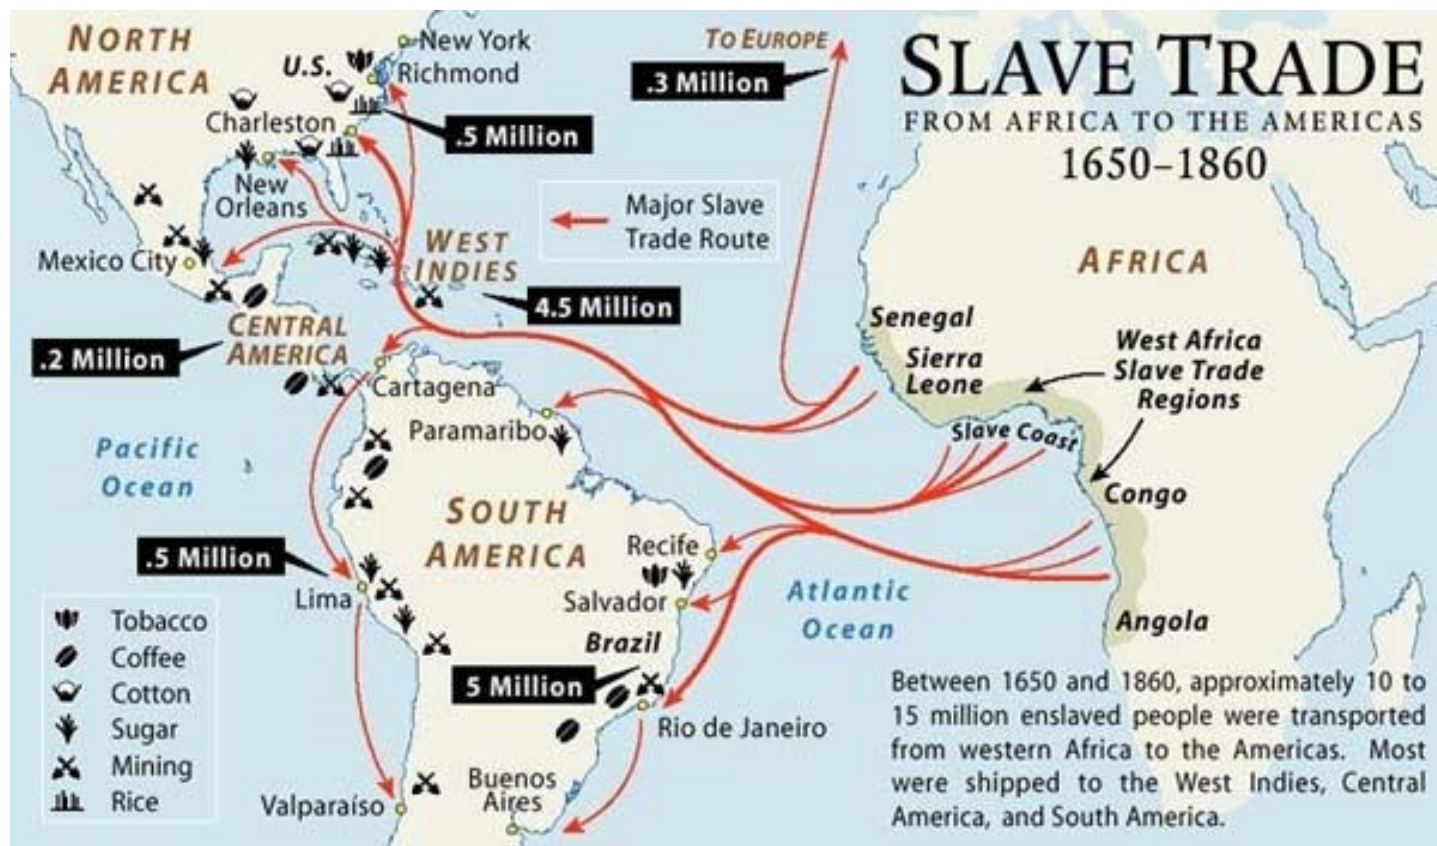 SLAVE TRADE
FROM AFRICA TO THE AMERICAS
1650–1860
NORTH
AMERICA
U.S.
New York
Richmond
Charleston
New
Orleans
Mexico City
.5 Million
TO EUROPE
.3 Million
Major Slave
Trade Route
WEST
INDIES
4.5 Million
CENTRAL
AMERICA
.2 Million
Cartagena
Paramaribo
Pacific
Ocean
SOUTH
AMERICA
.5 Million
Lima
Recife
Salvador
Brazil
5 Million
Rio de Janeiro
Buenos
Aires
Valparaíso
Atlantic
Ocean
AFRICA
Senegal
Sierra
Leone
West Africa
Slave Trade
Regions
Slave Coast
Congo
Angola
Tobacco
Coffee
Cotton
Sugar
Mining
Rice
Between 1650 and 1860, approximately 10 to
15 million enslaved people were transported
from western Africa to the Americas. Most
were shipped to the West Indies, Central
America, and South America.